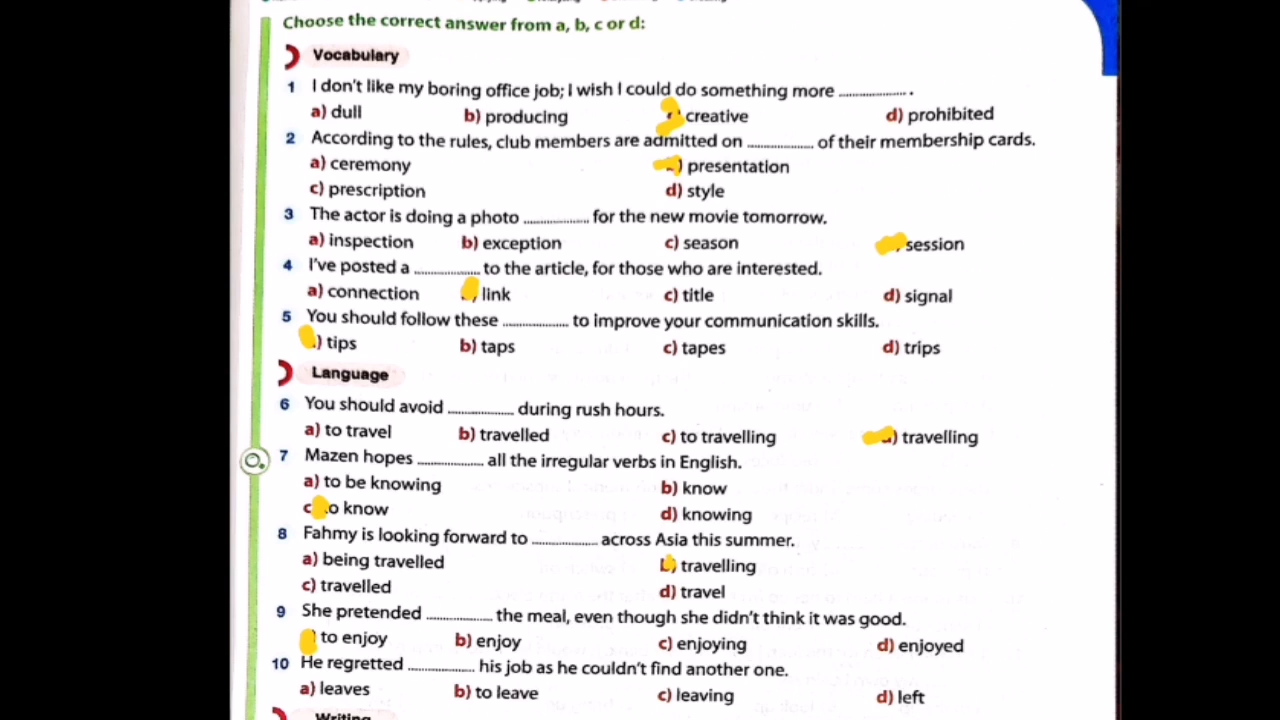 Choose the correct answer from a, b, c or d:
Vocabulary
1 I don't like my boring office job; I wish I could do something more ................ .
a) dull b) producing creative d) prohibited
2 According to the rules, club members are admitted on ................ of their membership cards.
a) ceremony ) presentation
c) prescription d) style
3 The actor is doing a photo ................ for the new movie tomorrow.
a) inspection b) exception c) season session
4 I've posted a ................ to the article, for those who are interested.
a) connection link c) title d) signal
5 You should follow these ................ to improve your communication skills.
) tips b) taps c) tapes d) trips
Language
6 You should avoid ................ during rush hours.
a) to travel b) travelled c) to travelling ) travelling
7 Mazen hopes ................ all the irregular verbs in English.
a) to be knowing b) know
c to know d) knowing
8 Fahmy is looking forward to ................ across Asia this summer.
a) being travelled travelling
c) travelled d) travel
9 She pretended ................ the meal, even though she didn't think it was good.
) to enjoy b) enjoy c) enjoying d) enjoyed
10 He regretted ................ his job as he couldn't find another one.
a) leaves b) to leave c) leaving d) left
Writing